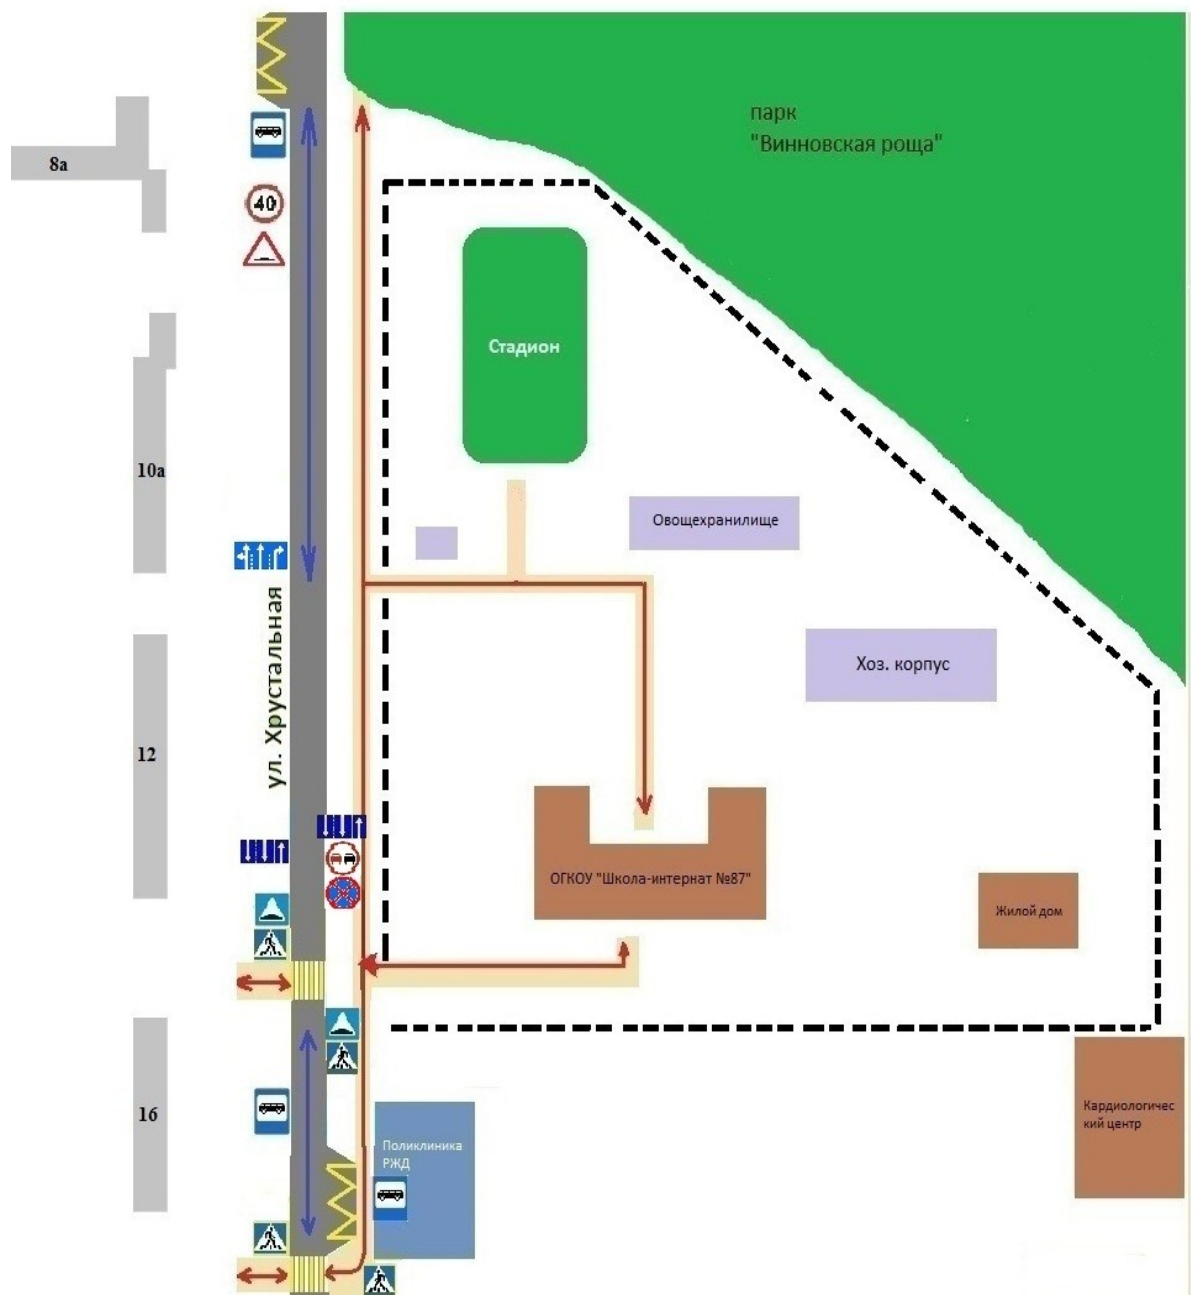 парк
"Винновская роща"
8а
40
Стадион
10а
Овощехранилище
ул. Хрустальная
Хоз. корпус
12
ОГКОУ "Школа-интернат №87"
Жилой дом
16
Поликлиника
РЖД
Кардиологичес
кий центр